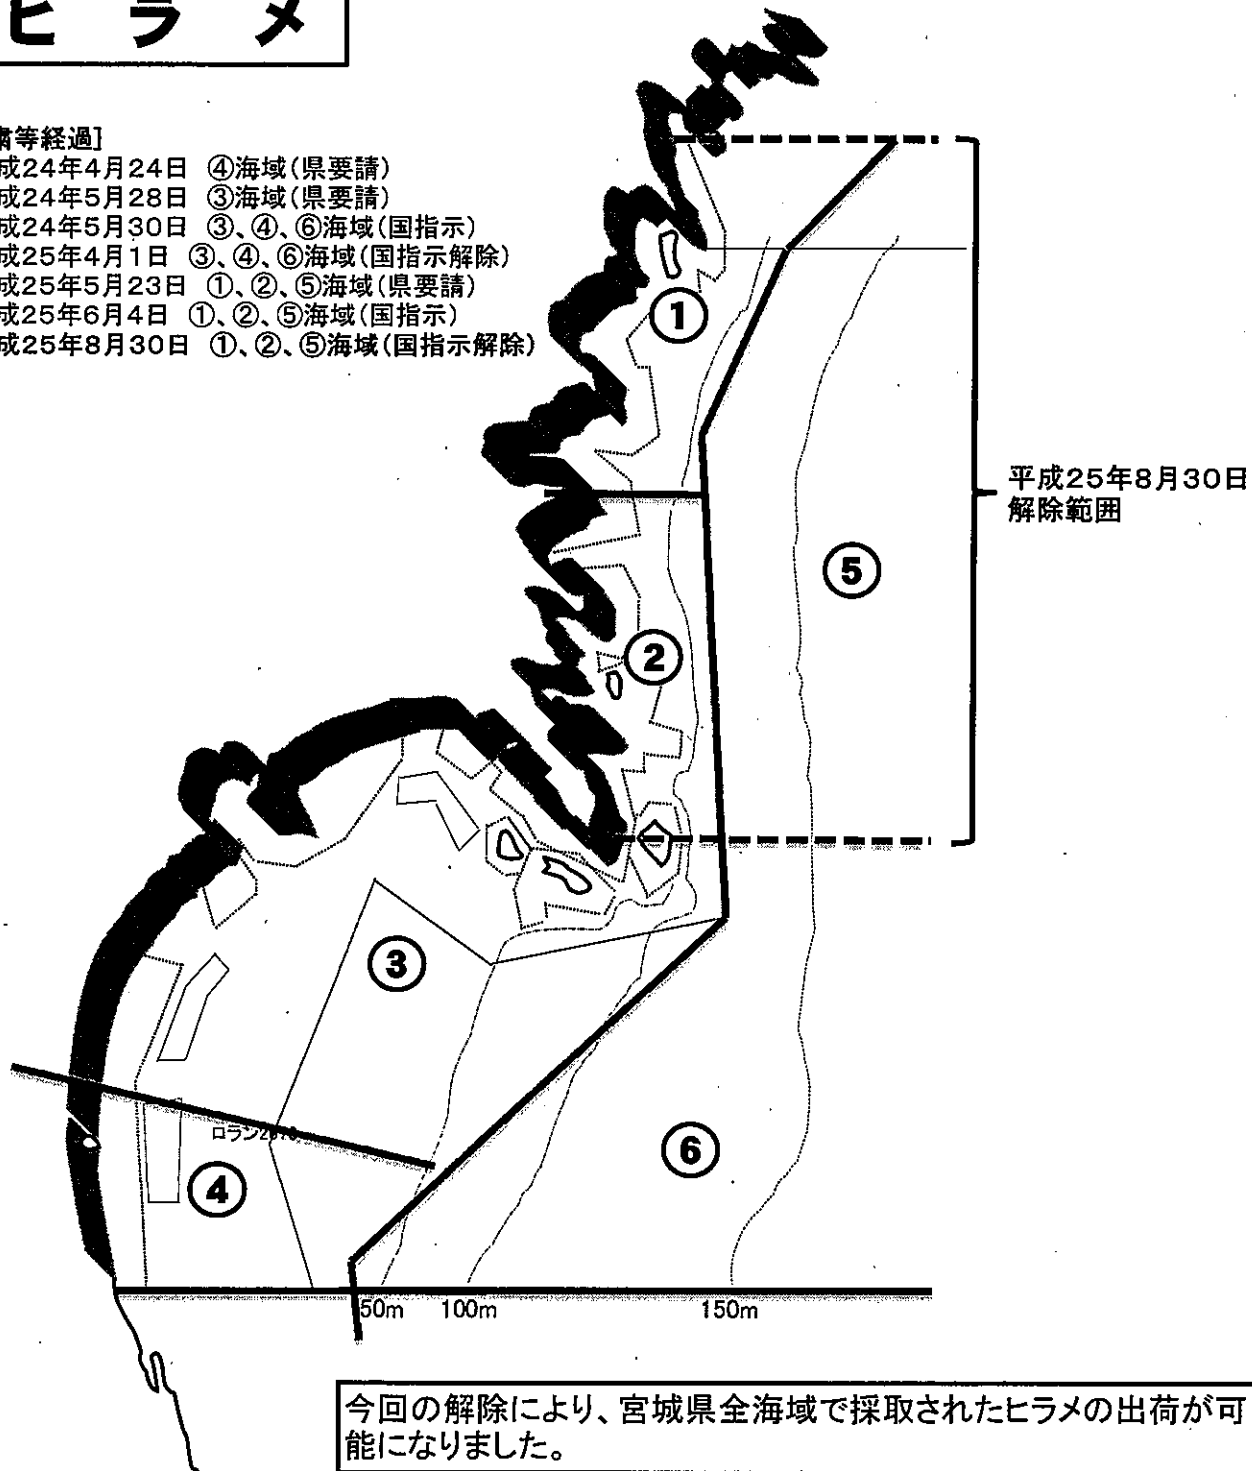 ヒラメ
粛等経過]
成24年4月24日 ④海域(県要請)
成24年5月28日 ③海域(県要請)
成24年5月30日 ③、④、⑥海域(国指示)
成25年4月1日 ③、④、⑥海域(国指示解除)
成25年5月23日 ①、②、⑤海域(県要請)
成25年6月4日 ①、②、⑤海域(国指示)
成25年8月30日 ①、②、⑤海域(国指示解除)
①
平成25年8月30日
解除範囲
⑤
②
③
ロラン
⑥
④
50m 100m 150m
今回の解除により、宮城県全海域で採取されたヒラメの出荷が可
能になりました。